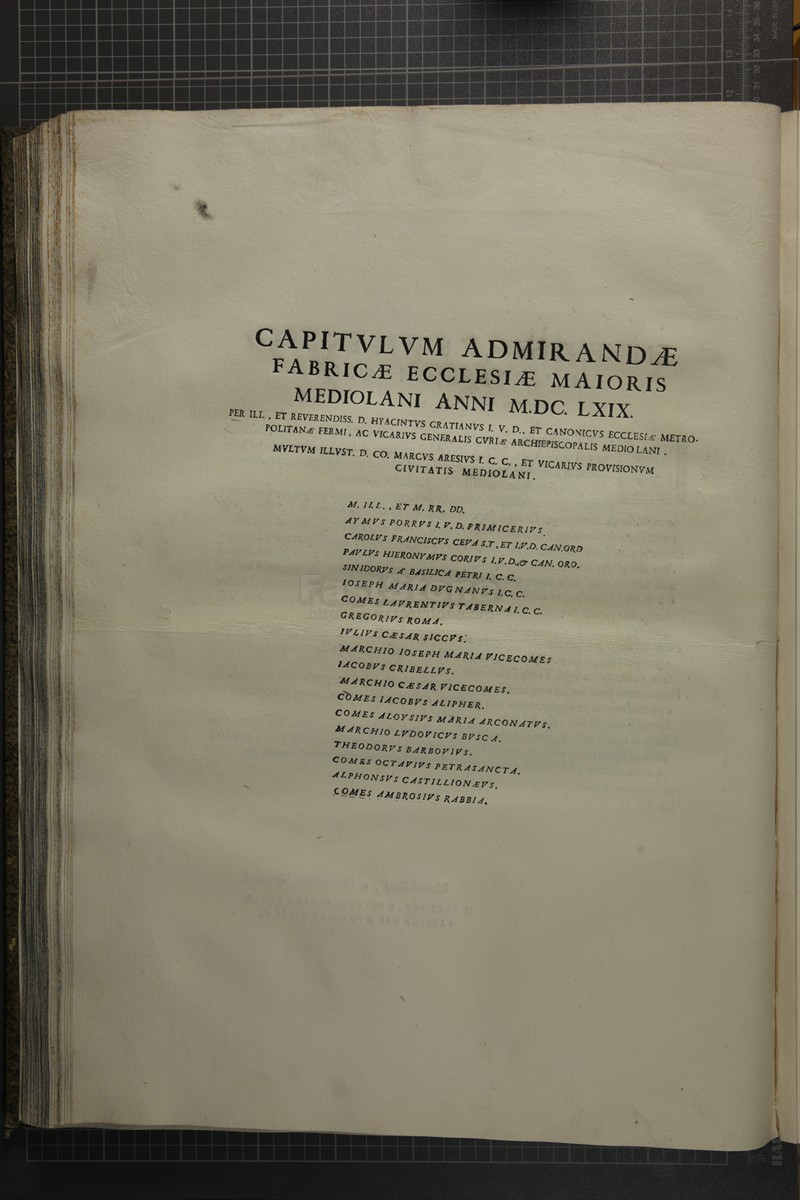 CAPITVLVM ADMIRANDÆ
FABRICÆ ECCLESIÆ MAIORIS
MEDIOLANI ANNI M.DC. LXIX.
PER ILL., ET REVERENDISS. D. HYACINTVS GRATIANVS I. V. D., ET CANONICVS ECCLESIÆ METRO-
POLITANÆ FERMI, AC VICARIVS GENERALIS CVRIÆ ARCHIEPISCOPALIS MEDIOLANI.
MVLTVM ILLVST. D. CO. MARCVS ARESIVS I. C. C., ET VICARIVS PROVISIONVM
CIVITATIS MEDIOLANI.
M. ILL., ET M. RR. DD.
AYMVS PORRVS I. V. D. PRIMICERIVS.
CAROLVS FRANCISCVS CEVA S.T, ET I.V.D. CAN.ORD
PAVLVS HIERONYMVS CORIVS I.V.D.& CAN. ORD.
SINIDORVS A' BASILICA PETRI I. C. C.
IOSEPH MARIA DVGNANVS I.C. C.
COMES LAVRENTIVS TABERNA I. C. C.
GREGORIVS ROMA.
IVLIVS CÆSAR SICCVS.
MARCHIO IOSEPH MARIA VICECOMES
IACOBVS CRIBELLVS.
MARCHIO CÆSAR VICECOMES.
COMES IACOBVS ALIPHER.
COMES ALOYSIVS MARIA ARCONATVS.
MARCHIO LVDOVICVS BVSCA.
THEODORVS BARBOVIVS.
COMES OCTAVIVS PETRASANCTA.
ALPHONSVS CASTILLIONÆVS.
COMES AMBROSIVS RABBIA.